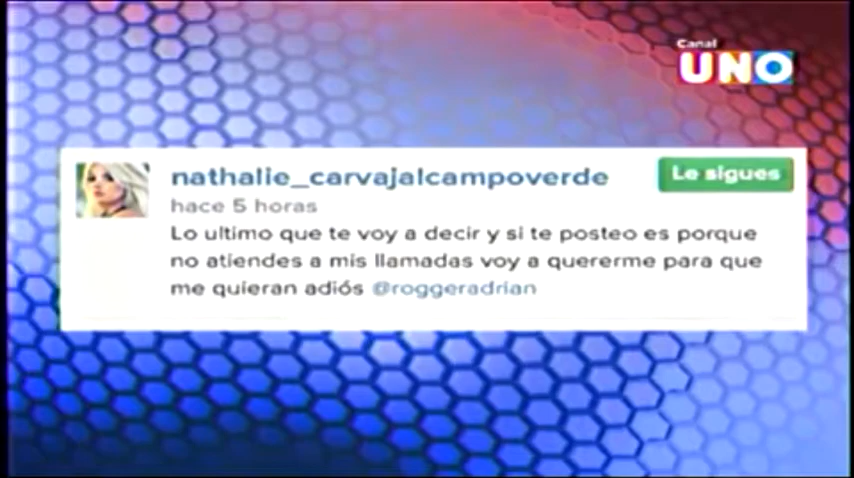 Canal
UNO
nathalie_carvajalcampoverde
Le sigues
hace 5 horas
Lo ultimo que te voy a decir y si te posteo es porque
no atiendes a mis llamadas voy a quererme para que
me quieran adiós @roggeradrian